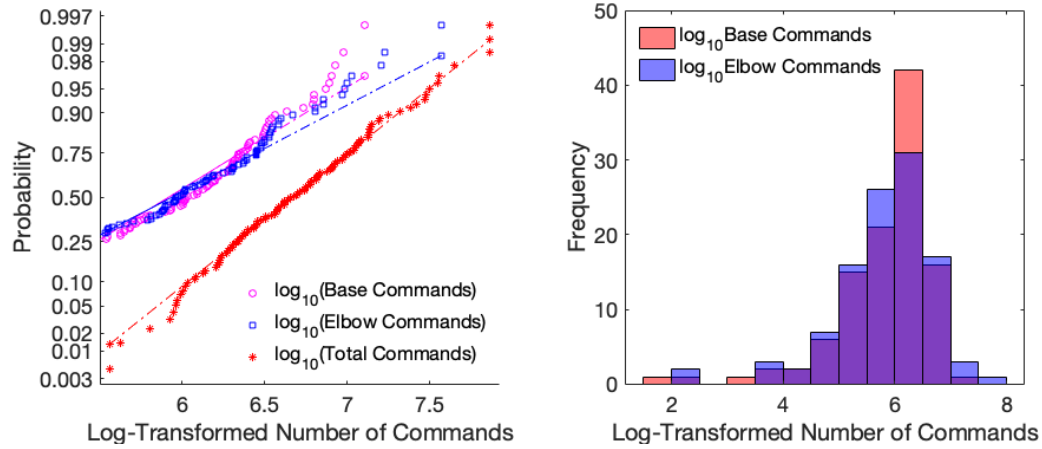 0.997
0.99
0.98
0.95
0.90
0.75
0.50
0.25
0.10
0.05
0.02
0.01
0.003
Probability
log10(Base Commands)
log10(Elbow Commands)
log10(Total Commands)
6 6.5 7 7.5
Log-Transformed Number of Commands
50
40
30
20
10
0
Frequency
log10Base Commands
log10Elbow Commands
2 4 6 8
Log-Transformed Number of Commands